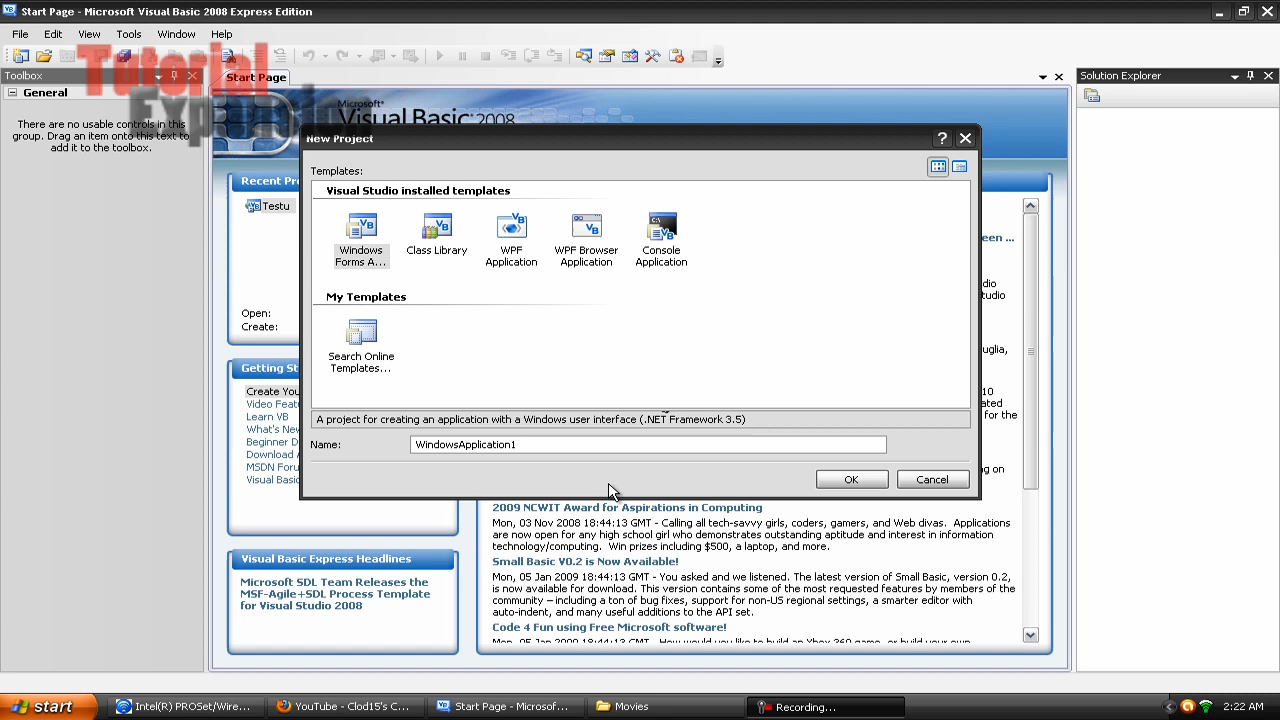 Start Page - Microsoft Visual Basic 2008 Express Edition
File Edit View Tools Window Help
Tutorial
Toolbox
Start Page
Solution Explorer
General
There are no usable controls in this
group. Drag an item onto this text to
add it to the toolbox.
Microsoft
Visual Basic 2008
New Project
Templates:
Visual Studio installed templates
Windows
Forms A...
Class Library
WPF
Application
WPF Browser
Application
Console
Application
My Templates
Search Online
Templates...
A project for creating an application with a Windows user interface (.NET Framework 3.5)
Name: WindowsApplication1
OK Cancel
Recent
Testu
Open:
Create:
Getting
Create
Video
Learn VB
What's
Beginner
Download
MSDN
Visual
een ...
10
for the
ng on
2009 NCWIT Award for Aspirations in Computing
Mon, 03 Nov 2008 18:44:13 GMT - Calling all tech-savvy girls, coders, gamers, and Web divas. Applications
are now open for any high school girl who demonstrates outstanding aptitude and interest in information
technology/computing. Win prizes including $500, a laptop, and more.
Small Basic V0.2 is Now Available!
Mon, 05 Jan 2009 18:44:13 GMT - You asked and we listened. The latest version of Small Basic, version 0.2,
is now available for download. This version contains some of the most requested features by members of the
community – including a ton of bug fixes, support for non-US regional settings, a smarter editor with
auto-indent, and many useful additions to the API set.
Code 4 Fun using Free Microsoft software!
Visual Basic Express Headlines
Microsoft SDL Team Releases the
MSF-Agile+SDL Process Template
for Visual Studio 2008
start
Intel(R) PROSet/Wire...
YouTube - Clod15's C...
Start Page - Microsof...
Movies
Recording...
2:22 AM